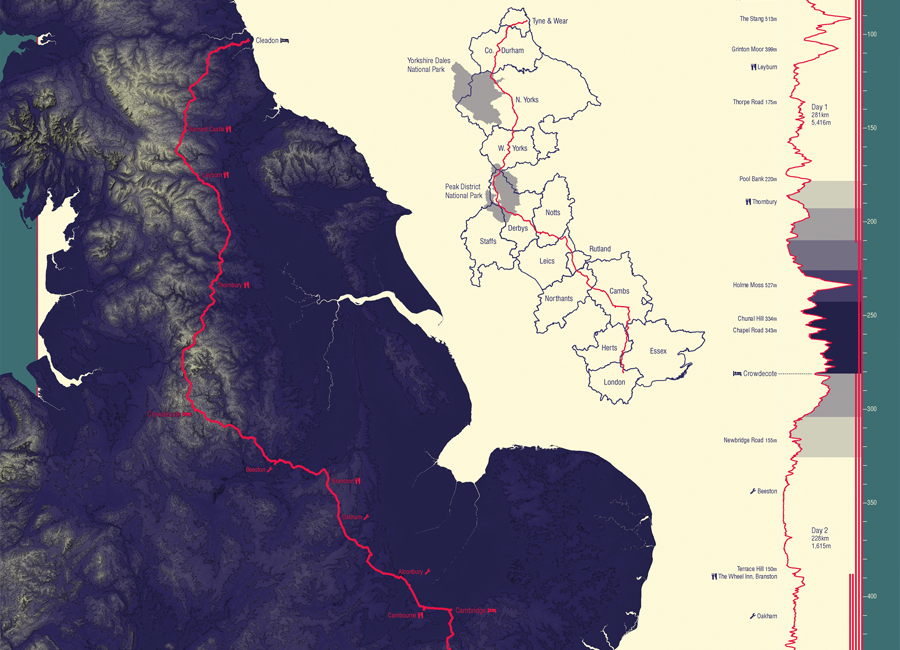 Cleadon
Barnard Castle
Leyburn
Thornbury
Crowdecote
Beeston
Branston
Oakham
Alconbury
Cambourne
Cambridge
Tyne & Wear
Co. Durham
Yorkshire Dales
National Park
N. Yorks
W. Yorks
Peak District
National Park
Notts
Derbys
Staffs
Rutland
Leics
Cambs
Northants
Herts
Essex
London
The Stang 513m
100
Grinton Moor 399m
Leyburn
Thorpe Road 175m
Day 1
281km
5,416m
150
Pool Bank 220m
Thornbury
200
Holme Moss 527m
250
Chunal Hill 334m
Chapel Road 343m
Crowdecote
300
Newbridge Road 155m
350
Beeston
Day 2
228km
1,615m
Terrace Hill 150m
The Wheel Inn, Branston
400
Oakham